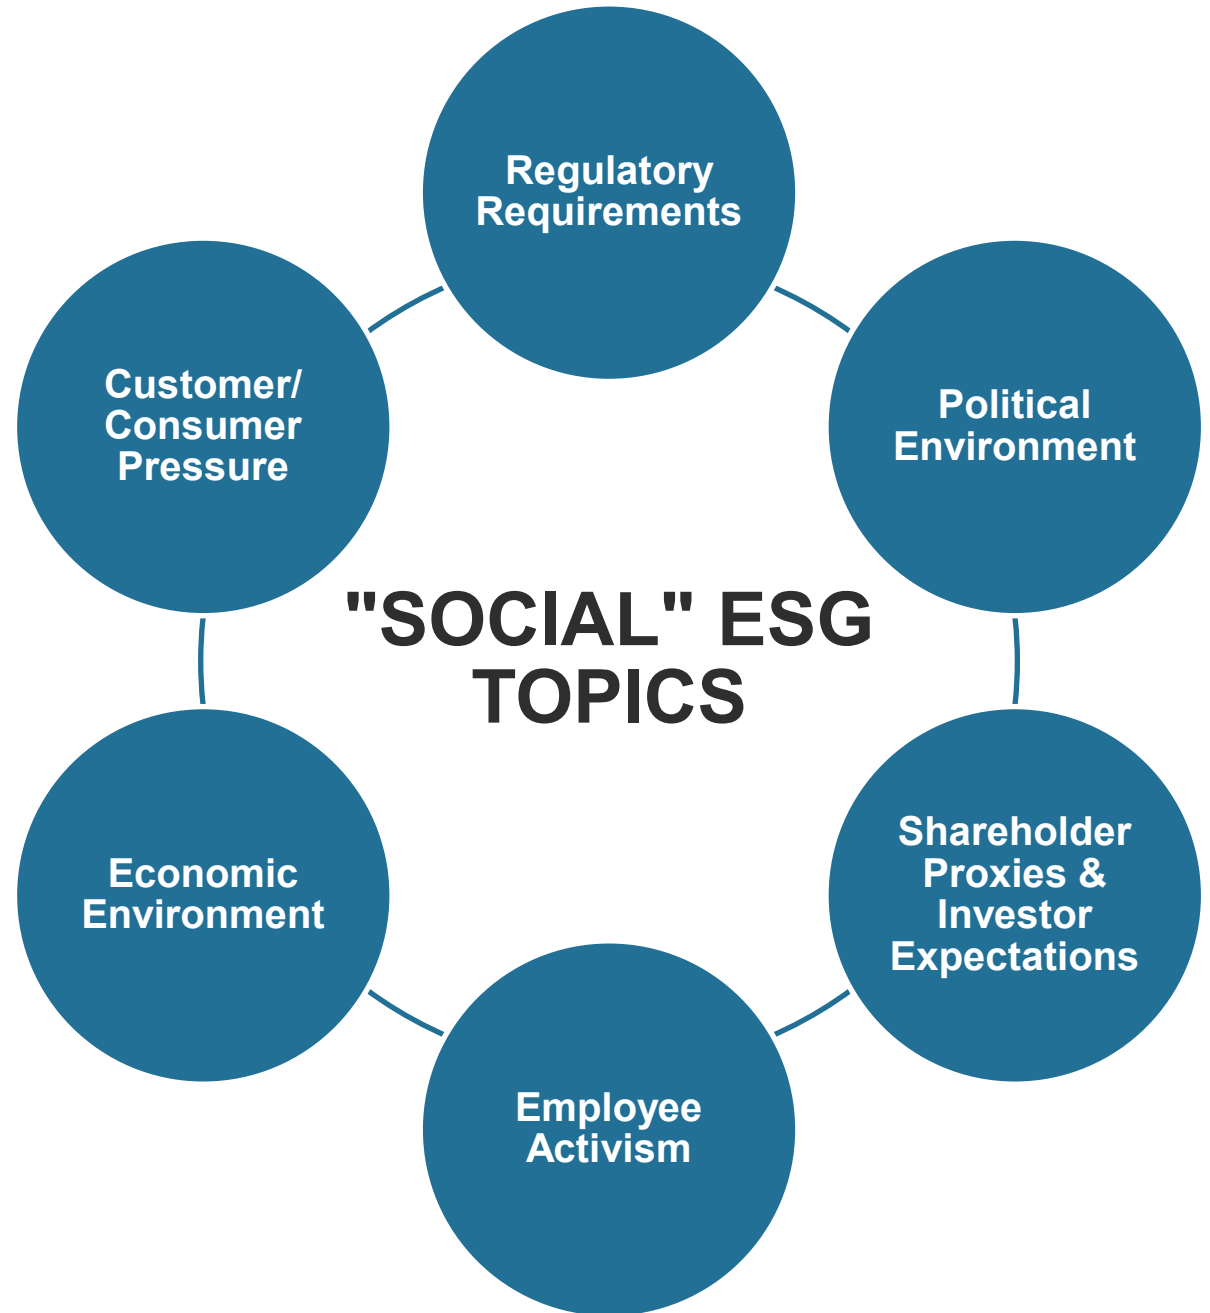 Regulatory
Requirements
Political
Environment
Shareholder
Proxies &
Investor
Expectations
Employee
Activism
Economic
Environment
Customer/
Consumer
Pressure
"SOCIAL" ESG
TOPICS